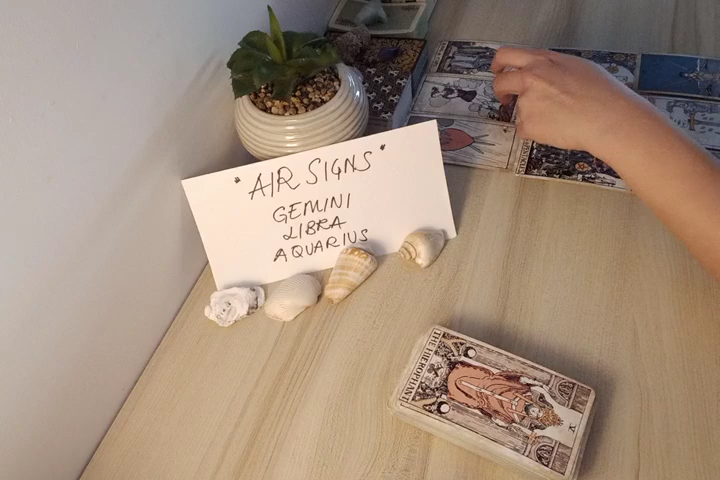 "AIR SIGNS"
GEMINI
LIBRA
AQUARIUS
THE HIEROPHANT
V